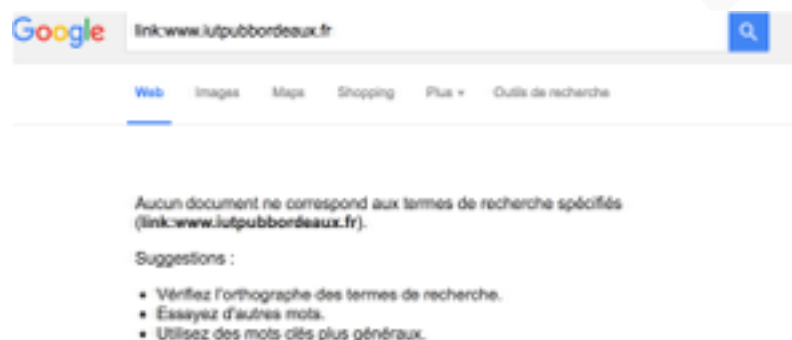 Google link:www.iutpubbordeaux.fr
Web Images Maps Shopping Plus Outils de recherche
Aucun document ne correspond aux termes de recherche spécifiés
(link:www.iutpubbordeaux.fr).
Suggestions :
• Vérifiez l'orthographe des termes de recherche.
• Essayez d'autres mots.
• Utilisez des mots clés plus généraux.